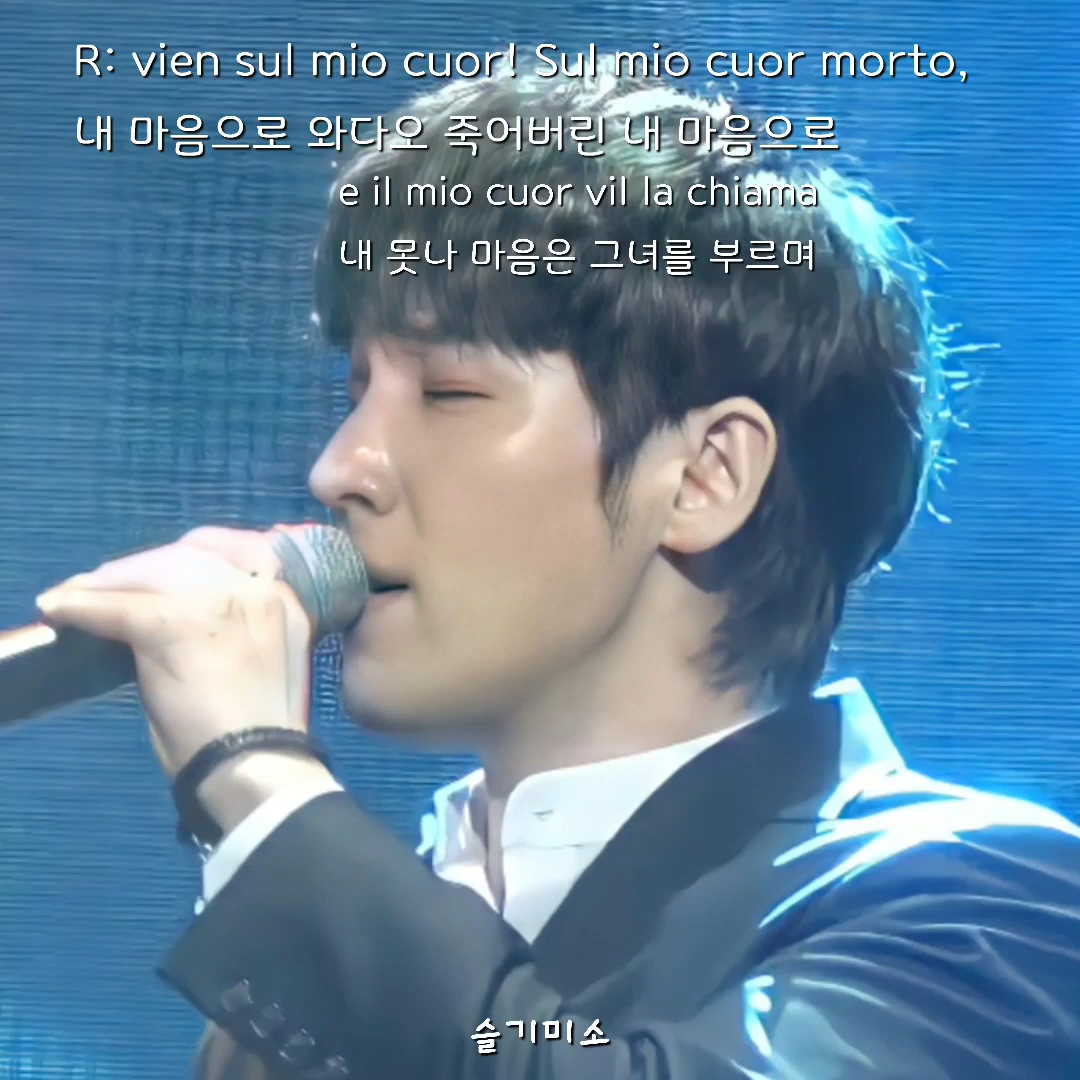 R: vien sul mio cuor! Sul mio cuor morto,
내 마음으로 와다오 죽어버린 내 마음으로
e il mio cuor vil la chiama
내 못나 마음은 그녀를 부르며
슬기미소